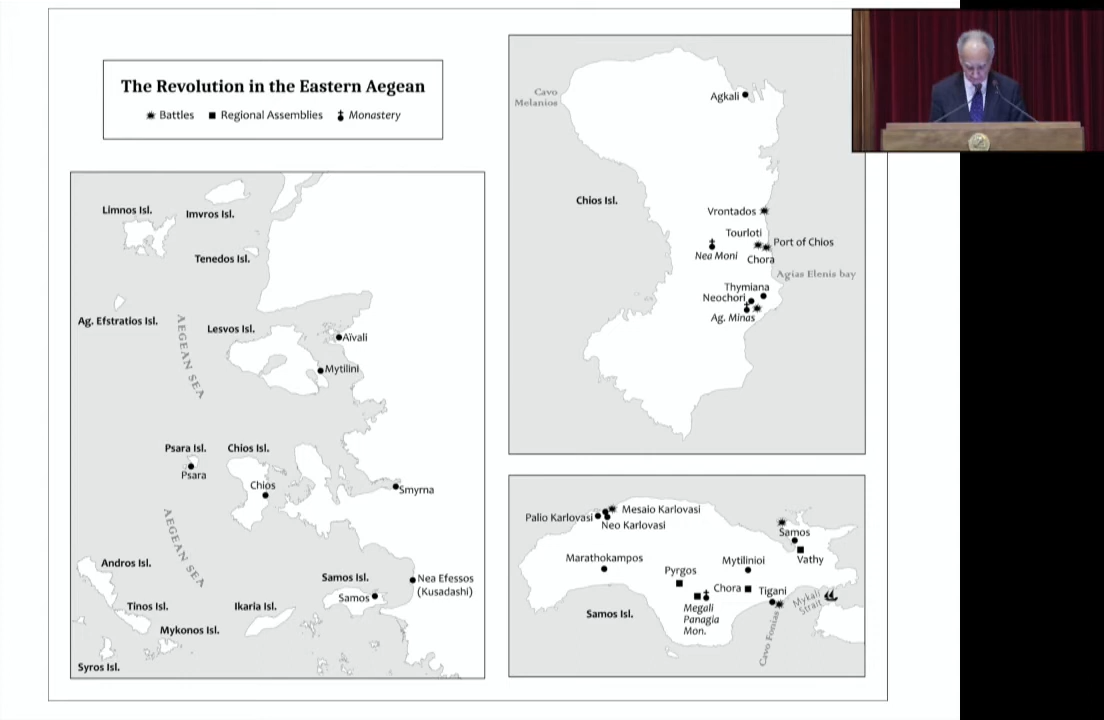 The Revolution in the Eastern Aegean
Battles
Regional Assemblies
Monastery
Limnos Isl.
Imvros Isl.
Tenedos Isl.
Ag. Efstratios Isl.
AEGEAN SEA
Lesvos Isl.
Aïvali
Mytilini
Psara Isl.
Chios Isl.
Psara
Chios
Smyrna
AEGEAN SEA
Andros Isl.
Samos Isl.
Nea Efessos
(Kusadashi)
Samos
Tinos Isl.
Ikaria Isl.
Mykonos Isl.
Syros Isl.
Cavo
Melanios
Agkali
Chios Isl.
Vrontados
Tourloti
Port of Chios
Nea Moni
Chora
Agias Elenis bay
Thymiana
Neochori
Ag. Minas
Mesaio Karlovasi
Palio Karlovasi
Neo Karlovasi
Samos
Vathy
Marathokampos
Mytilinioi
Pyrgos
Chora
Tigani
Mykali
Strait
Megali
Panagia
Mon.
Samos Isl.
Cavo Fonias